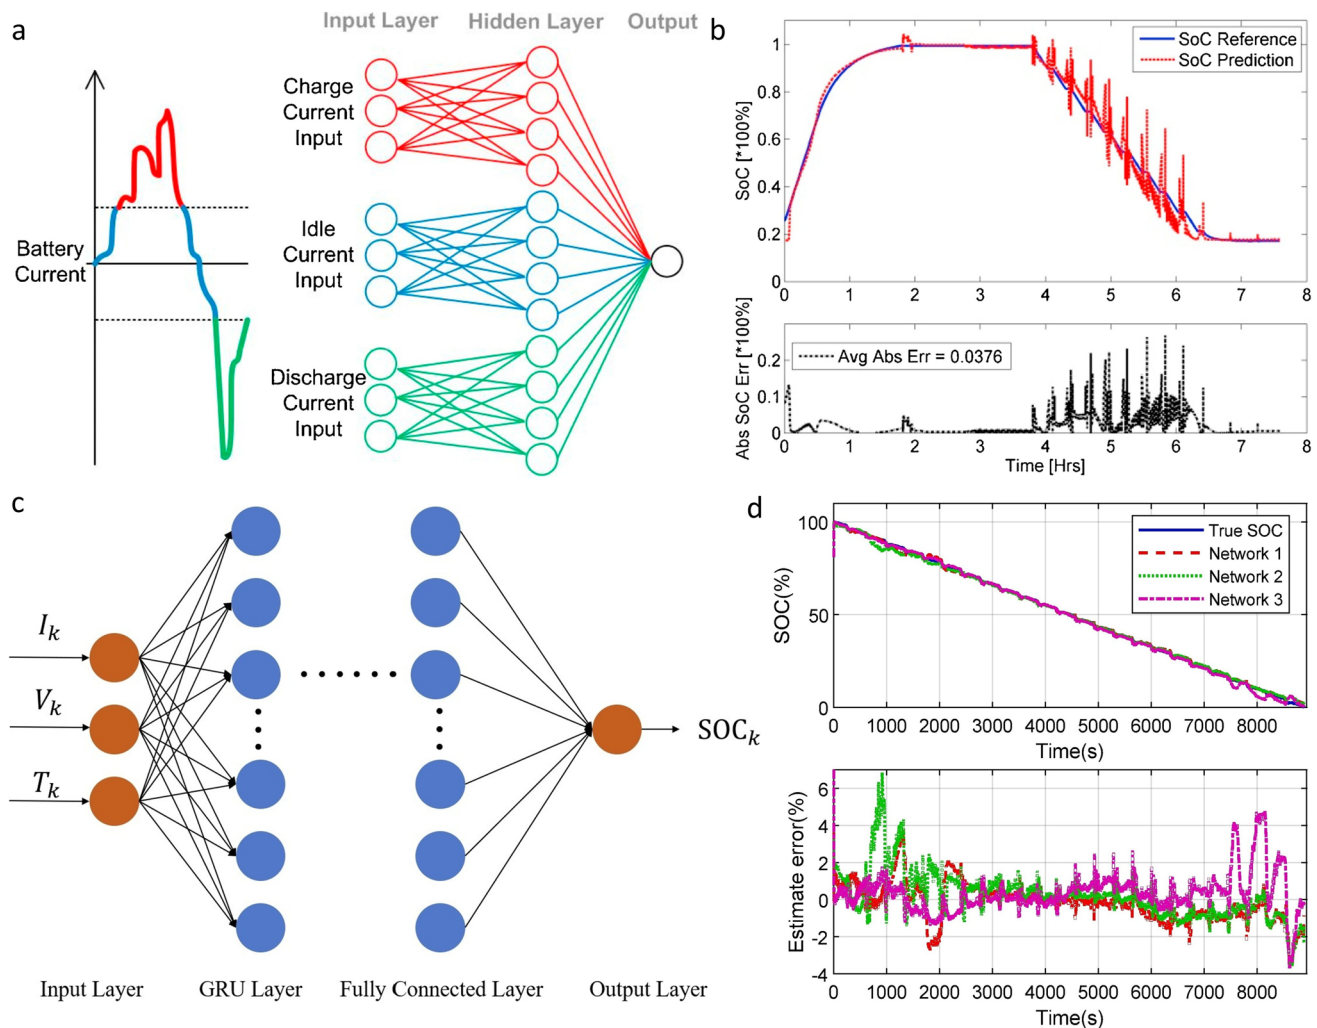 a
Input Layer
Hidden Layer
Output
Charge
Current
Input
Idle
Current
Input
Discharge
Current
Input
Battery
Current
b
SoC Reference
SoC Prediction
SoC [*100%]
1
0.8
0.6
0.4
0.2
0
0 1 2 3 4 5 6 7 8
Abs SoC Err [*100%]
Avg Abs Err = 0.0376
0.2
0.1
0
0 1 2 3 4 5 6 7 8
Time [Hrs]
c
I_k
V_k
T_k
SOC_k
Input Layer
GRU Layer
Fully Connected Layer
Output Layer
d
True SOC
Network 1
Network 2
Network 3
SOC(%)
100
50
0
0 1000 2000 3000 4000 5000 6000 7000 8000
Time(s)
Estimate error(%)
6
4
2
0
-2
-4
0 1000 2000 3000 4000 5000 6000 7000 8000
Time(s)